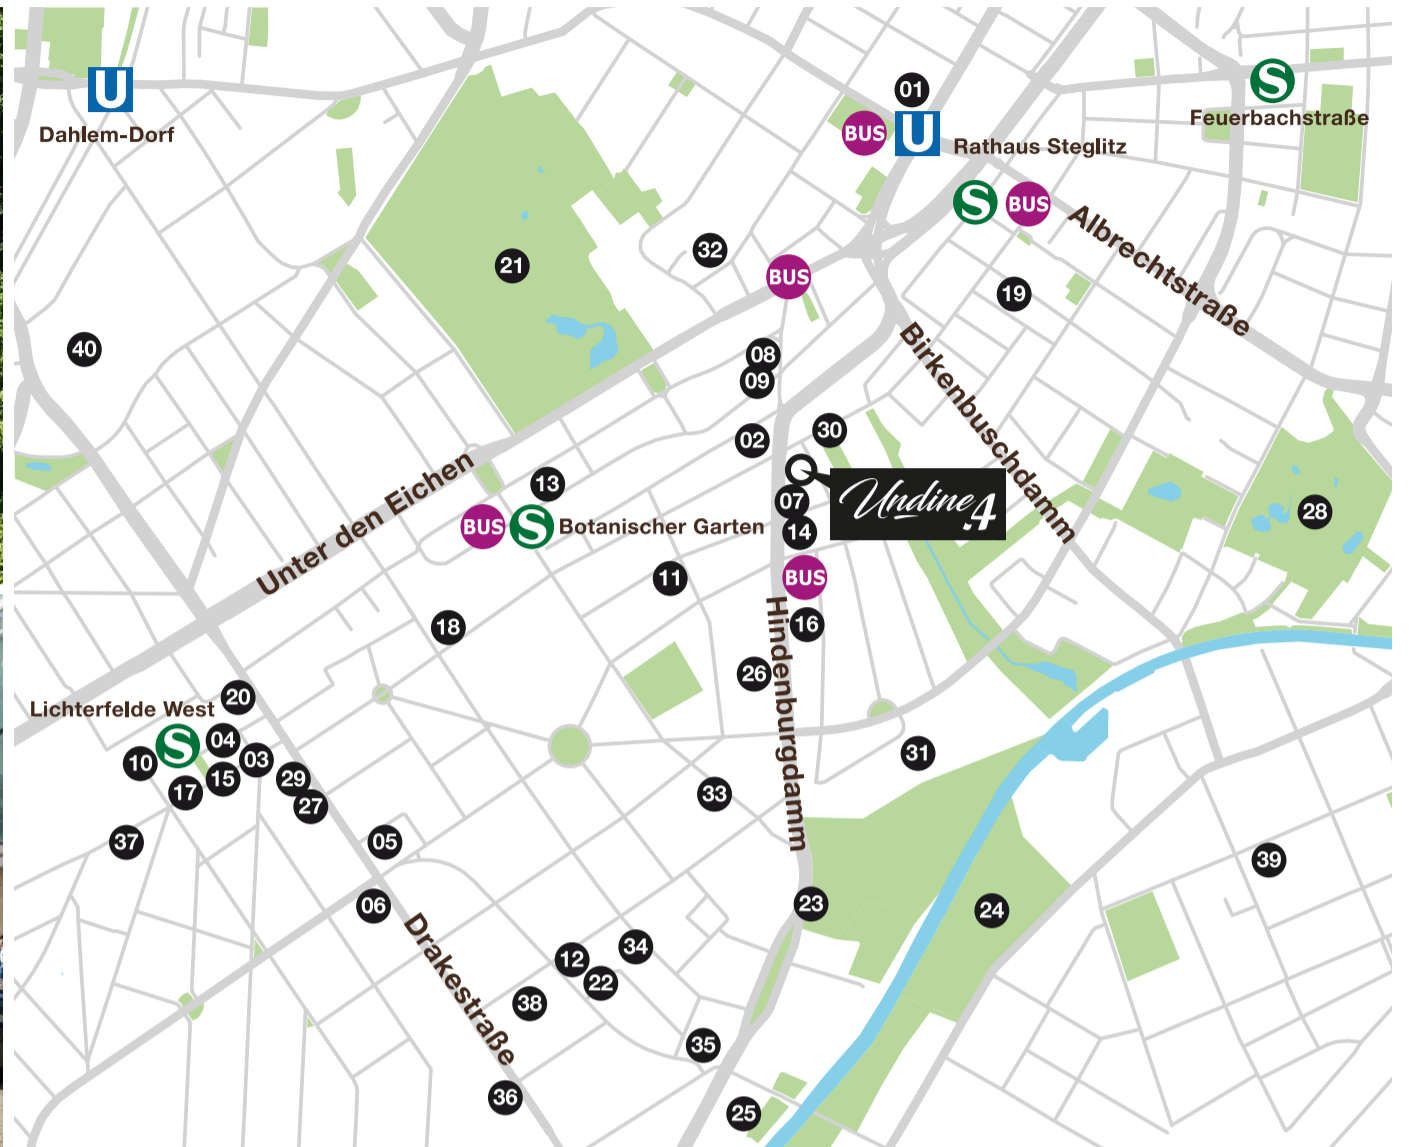 01
U
Dahlem-Dorf
BUS
U
Rathaus Steglitz
S
Feuerbachstraße
S
BUS
Albrechtstraße
32
21
BUS
19
40
08
09
Birkenbuschdamm
02
30
Undine 4
13
07
14
28
Unter den Eichen
BUS
S
Botanischer Garten
11
BUS
18
16
Hindenburgdamm
26
20
Lichterfelde West
S
04
10
03
15
17
29
27
31
33
37
05
39
06
23
24
Drakestraße
34
12
22
38
35
36
25